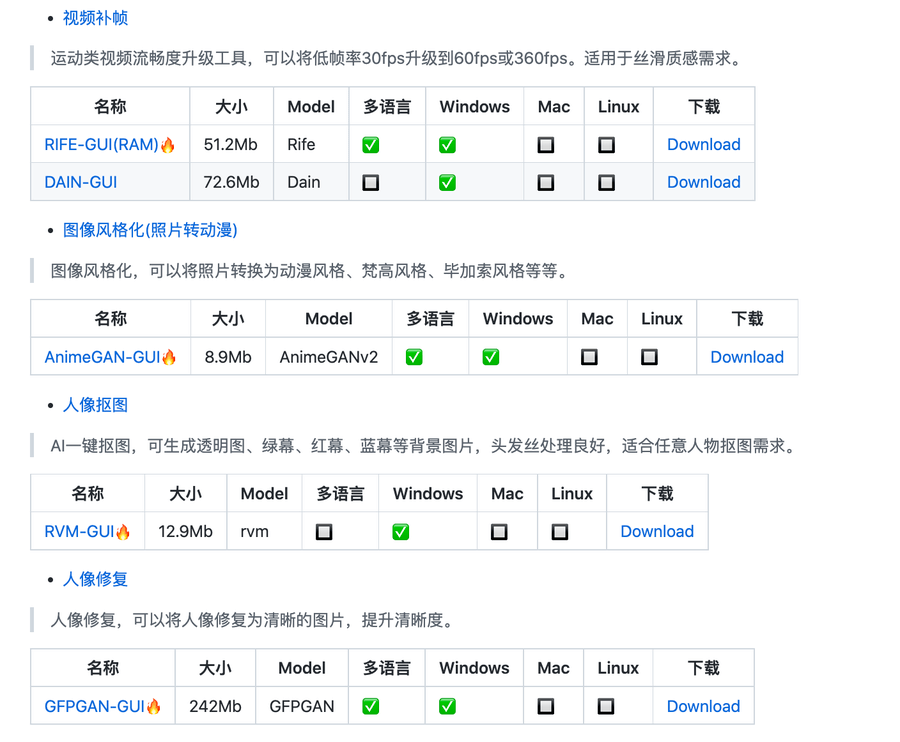 视频补帧
运动类视频流畅度升级工具，可以将低帧率30fps升级到60fps或360fps。适用于丝滑质感需求。
名称 大小 Model 多语言 Windows Mac Linux 下载
RIFE-GUI(RAM)🔥 51.2Mb Rife ✅ ✅ 🔲 🔲 Download
DAIN-GUI 72.6Mb Dain 🔲 ✅ 🔲 🔲 Download
图像风格化(照片转动漫)
图像风格化，可以将照片转换为动漫风格、梵高风格、毕加索风格等等。
名称 大小 Model 多语言 Windows Mac Linux 下载
AnimeGAN-GUI🔥 8.9Mb AnimeGANv2 ✅ ✅ 🔲 🔲 Download
人像抠图
AI一键抠图，可生成透明图、绿幕、红幕、蓝幕等背景图片，头发丝处理良好，适合任意人物抠图需求。
名称 大小 Model 多语言 Windows Mac Linux 下载
RVM-GUI🔥 12.9Mb rvm 🔲 ✅ 🔲 🔲 Download
人像修复
人像修复，可以将人像修复为清晰的图片，提升清晰度。
名称 大小 Model 多语言 Windows Mac Linux 下载
GFPGAN-GUI🔥 242Mb GFPGAN ✅ ✅ 🔲 🔲 Download